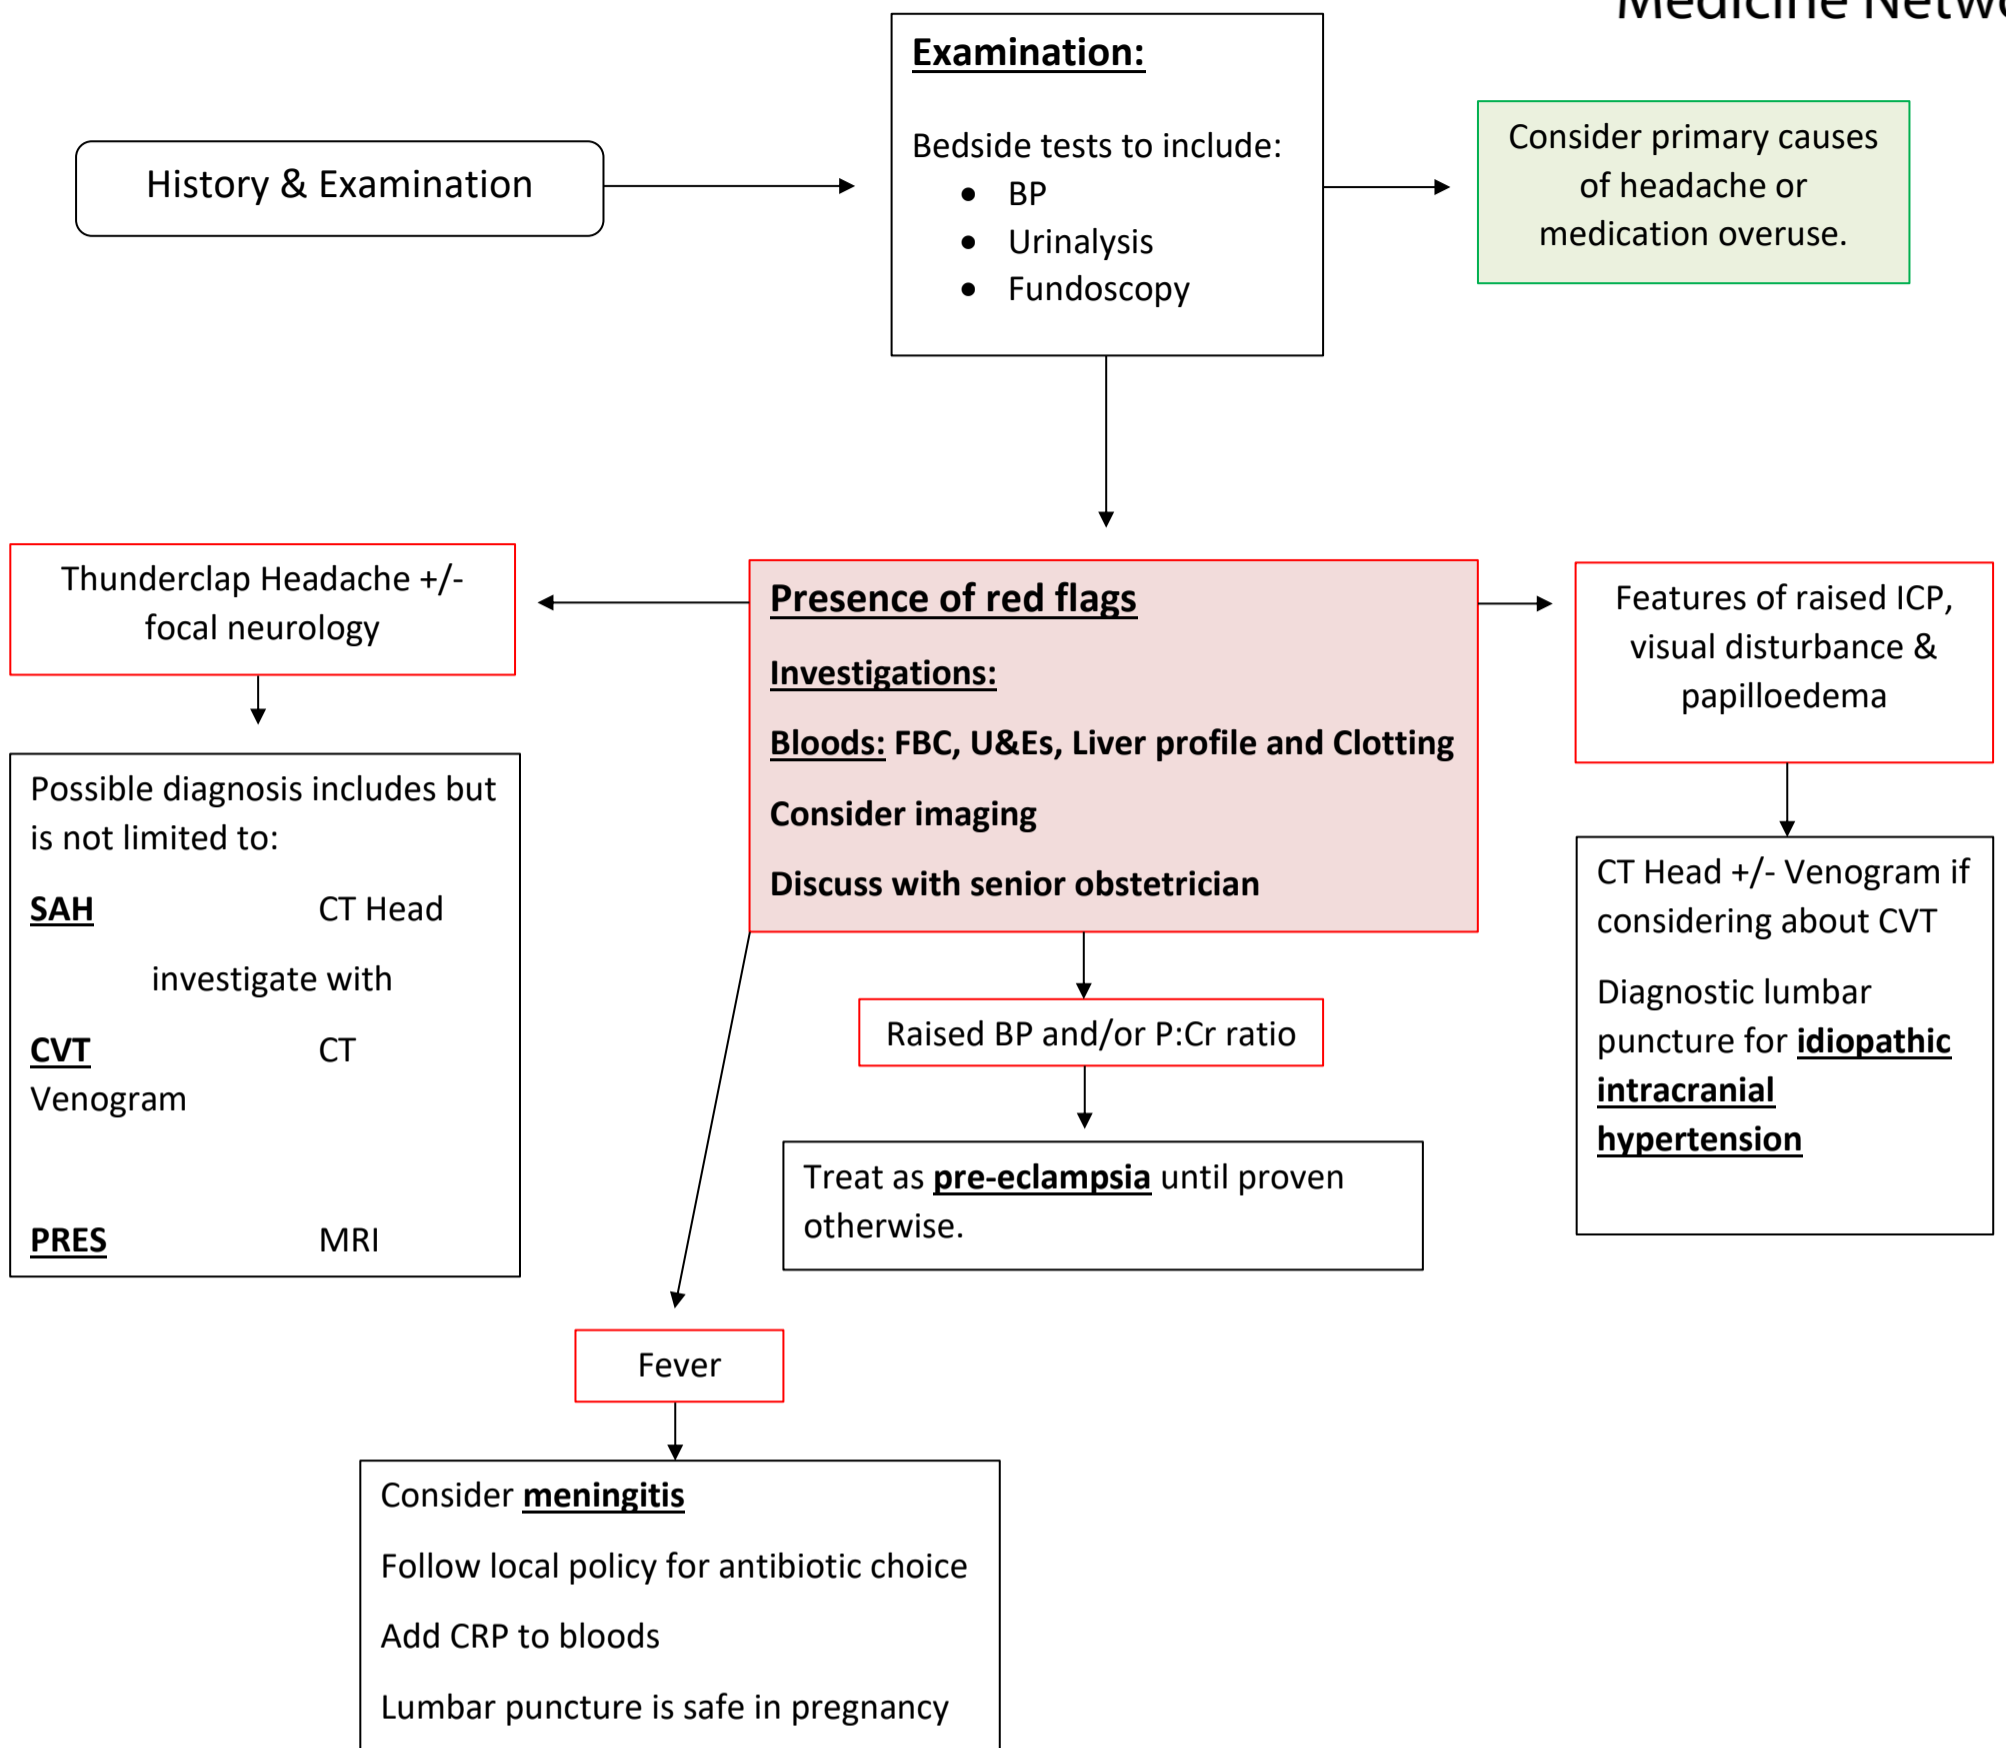 Medicine Netwo
Examination:
Bedside tests to include:
• BP
• Urinalysis
• Fundoscopy
History & Examination
Consider primary causes
of headache or
medication overuse.
Thunderclap Headache +/-
focal neurology
Possible diagnosis includes but
is not limited to:
SAH CT Head
investigate with
CVT CT
Venogram
PRES MRI
Presence of red flags
Investigations:
Bloods: FBC, U&Es, Liver profile and Clotting
Consider imaging
Discuss with senior obstetrician
Features of raised ICP,
visual disturbance &
papilloedema
CT Head +/- Venogram if
considering about CVT
Diagnostic lumbar
puncture for idiopathic
intracranial
hypertension
Raised BP and/or P:Cr ratio
Treat as pre-eclampsia until proven
otherwise.
Fever
Consider meningitis
Follow local policy for antibiotic choice
Add CRP to bloods
Lumbar puncture is safe in pregnancy